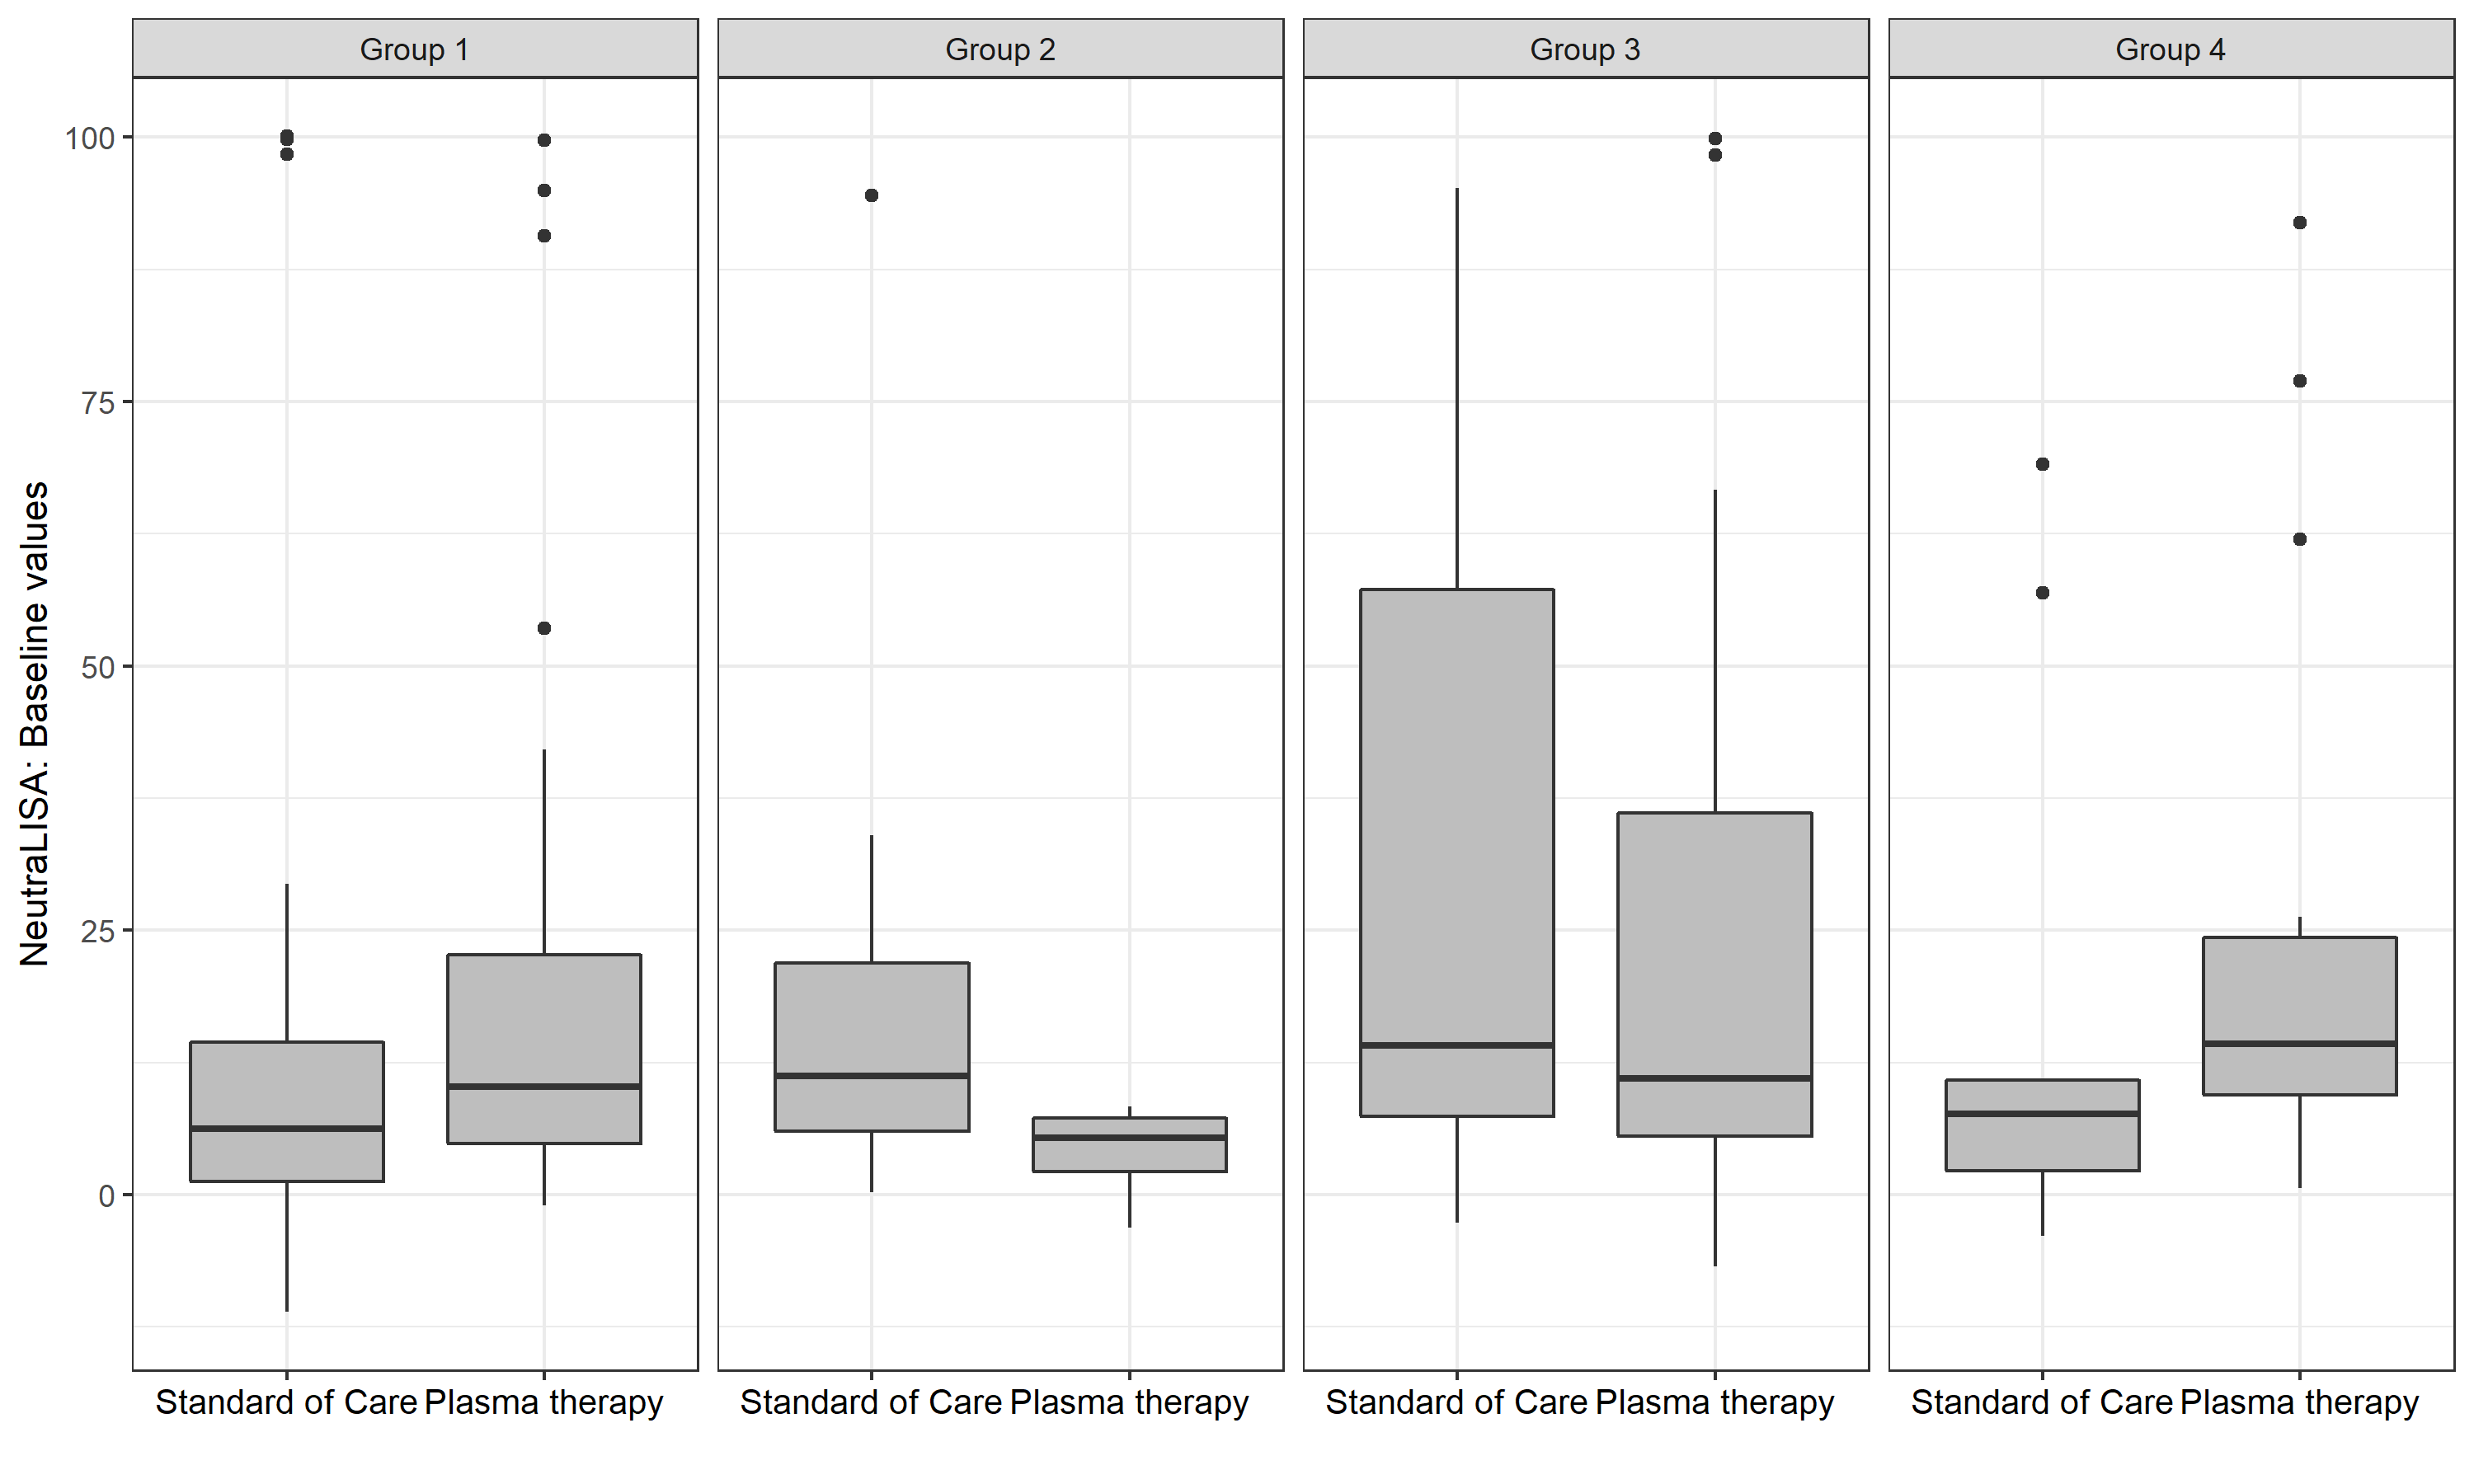 Group 1 Group 2 Group 3 Group 4
NeutraLISA: Baseline values
100
75
50
25
0
Standard of Care Plasma therapy Standard of Care Plasma therapy Standard of Care Plasma therapy Standard of Care Plasma therapy